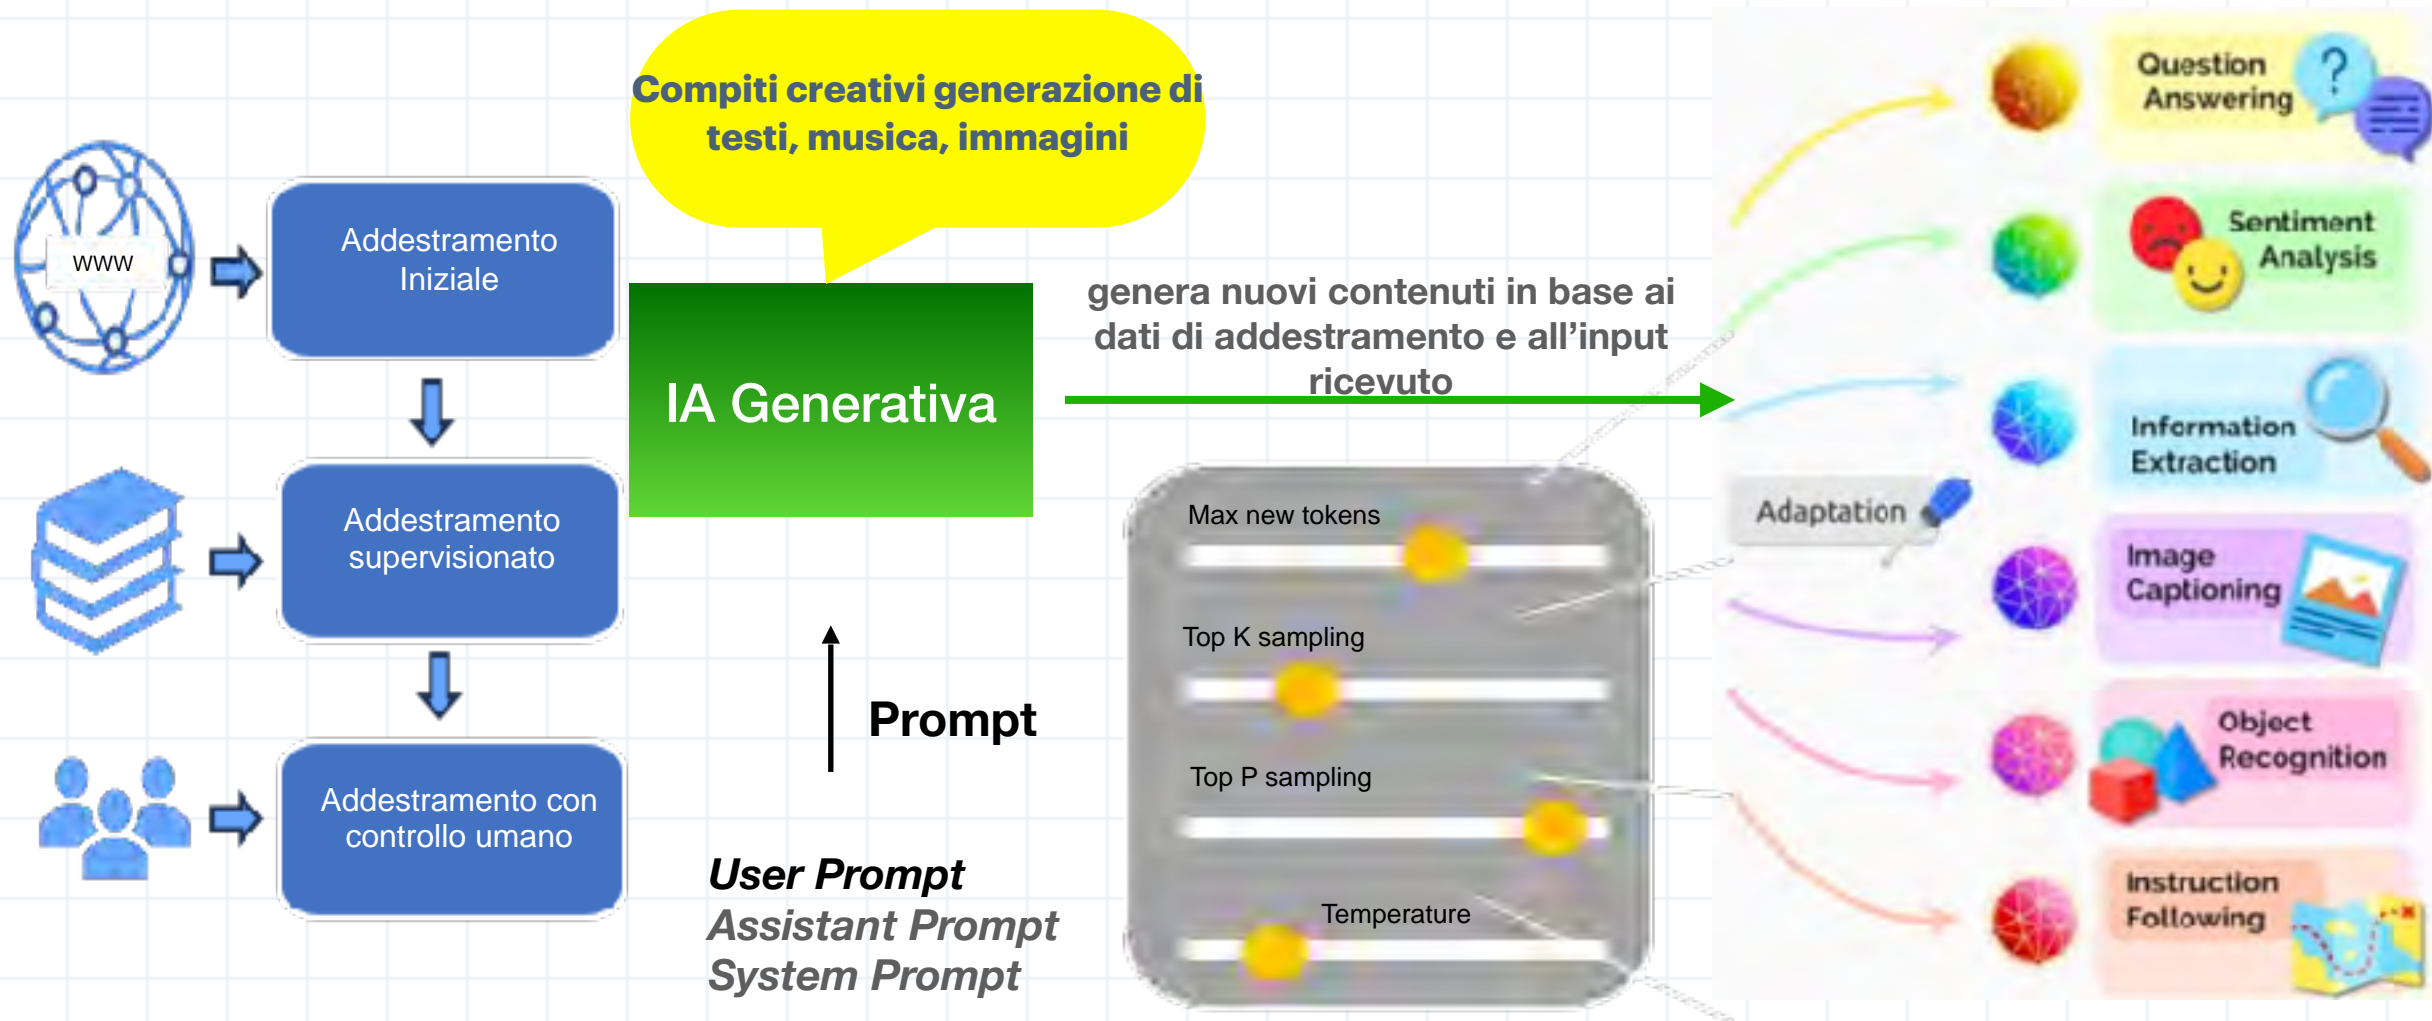 Compiti creativi generazione di
testi, musica, immagini
www
Addestramento
Iniziale
Addestramento
supervisionato
Addestramento con
controllo umano
IA Generativa
genera nuovi contenuti in base ai
dati di addestramento e all’input
ricevuto
Prompt
User Prompt
Assistant Prompt
System Prompt
Max new tokens
Top K sampling
Top P sampling
Temperature
Adaptation
Question
Answering
?
Sentiment
Analysis
Information
Extraction
Image
Captioning
Object
Recognition
Instruction
Following